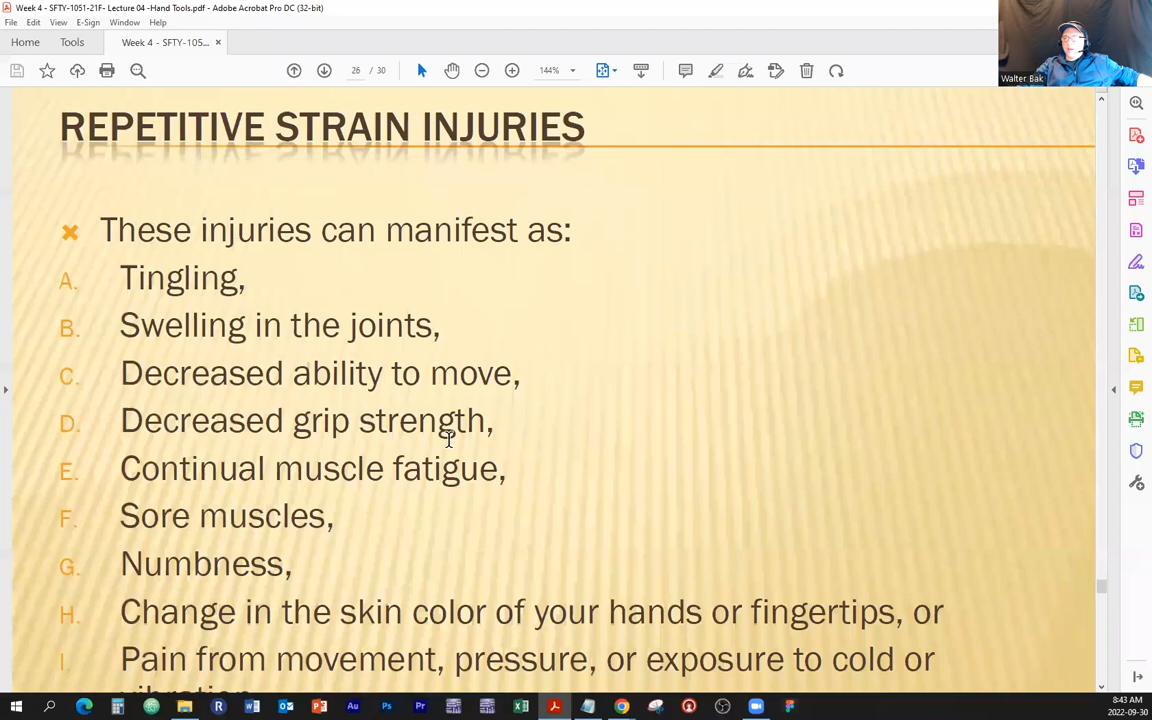 Week 4 - SFTY-1051-21F- Lecture 04 -Hand Tools.pdf - Adobe Acrobat Pro DC (32-bit)
File Edit View E-Sign Window Help
Home Tools Week 4 - SFTY-105... ×
26 / 30 144%
Walter Bak
REPETITIVE STRAIN INJURIES
These injuries can manifest as:
A. Tingling,
B. Swelling in the joints,
C. Decreased ability to move,
D. Decreased grip strength,
E. Continual muscle fatigue,
F. Sore muscles,
G. Numbness,
H. Change in the skin color of your hands or fingertips, or
I. Pain from movement, pressure, or exposure to cold or
vibration
8:43 AM
2022-09-30